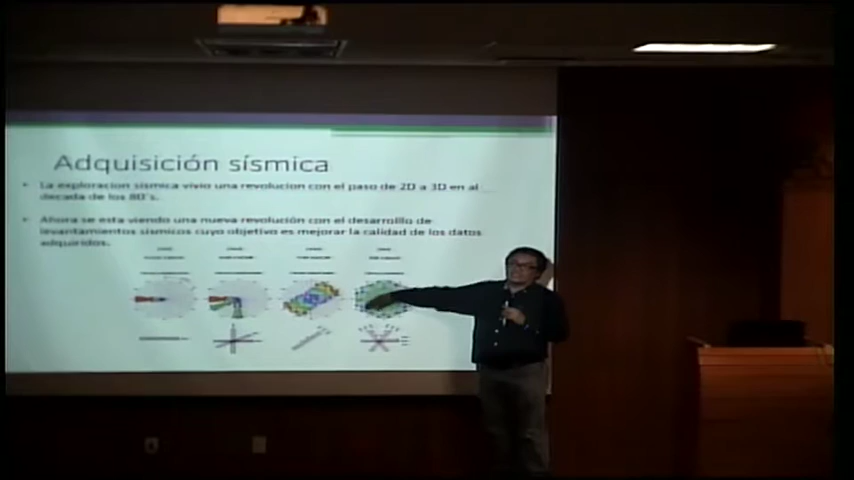 Adquisición sísmica
La exploracion sísmica vivio una revolucion con el paso de 2D a 3D en al
decada de los 80's.
Ahora se esta viendo una nueva revolución con el desarrollo de
levantamientos sísmicos cuyo objetivo es mejorar la calidad de los datos
adquiridos.